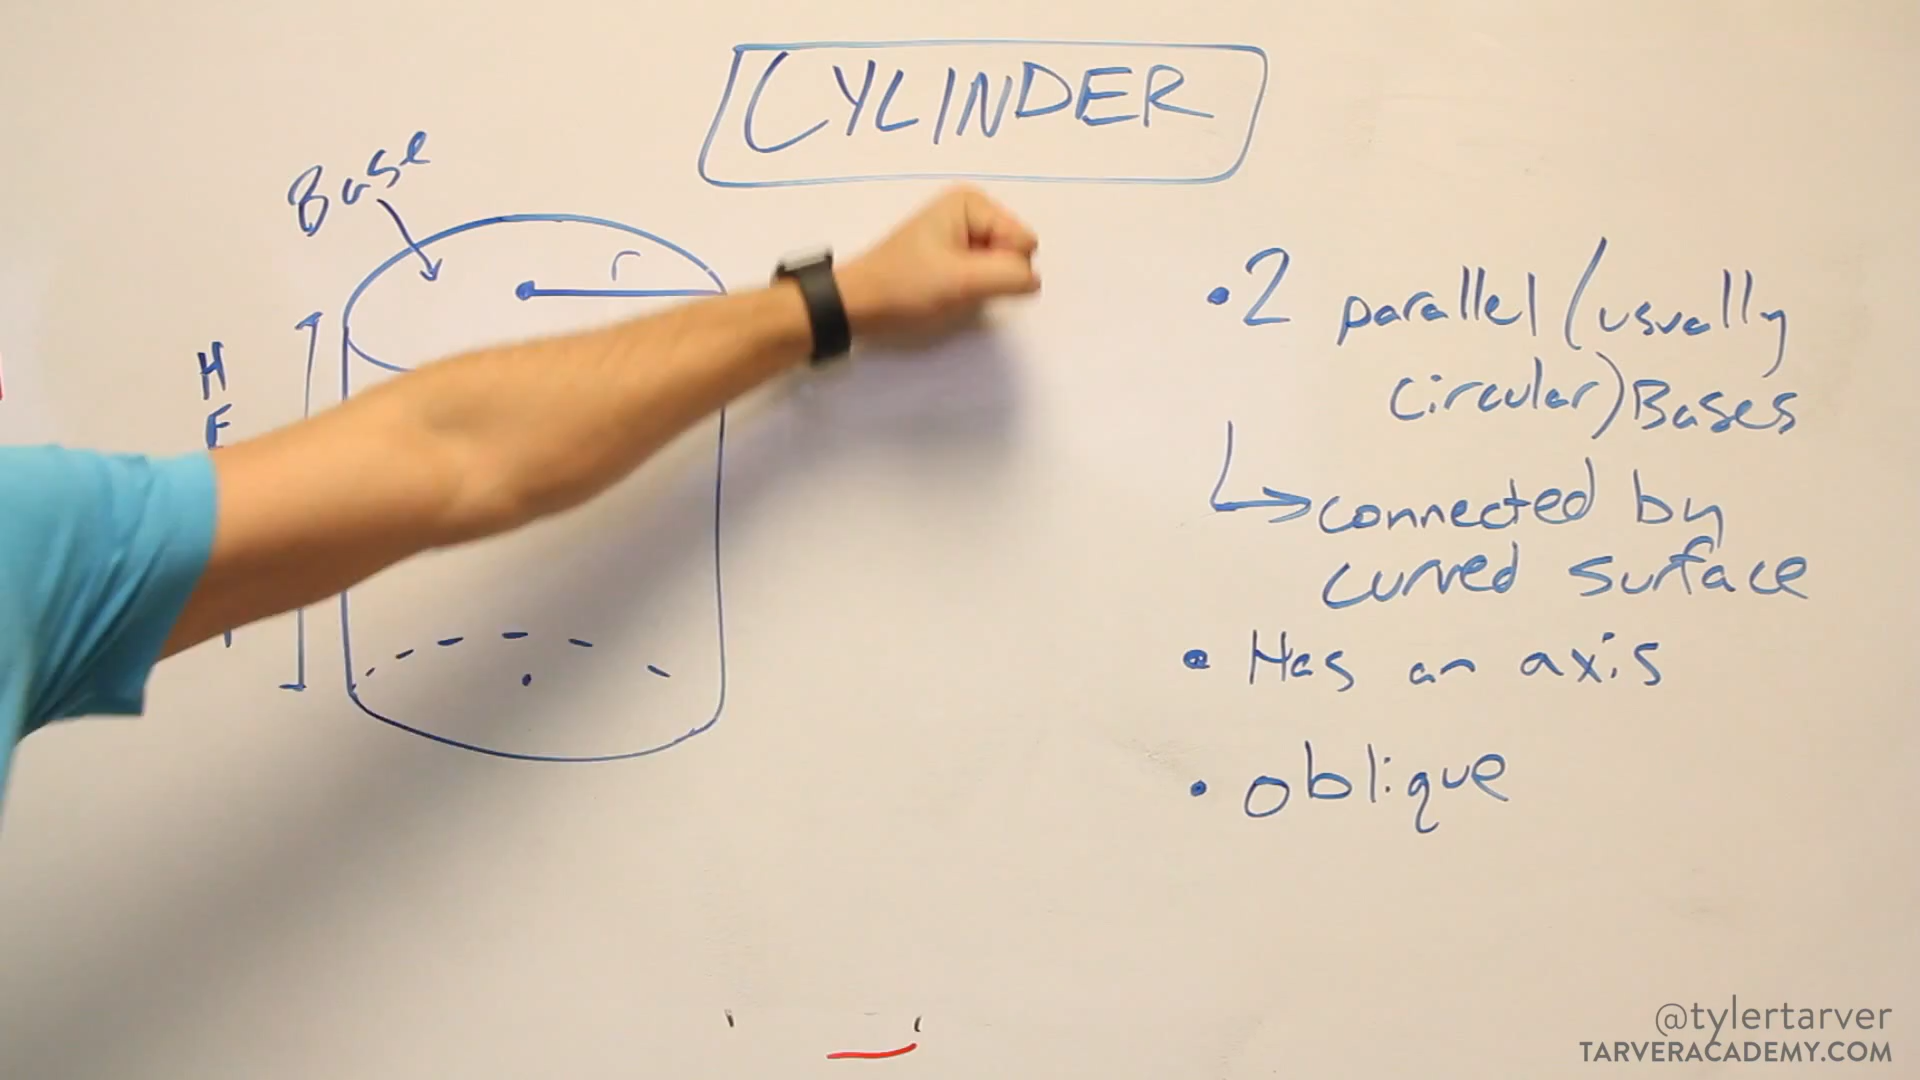 CYLINDER
Base
r
H
E
• 2 parallel (usually
circular) Bases
connected by
curved surface
• Has an axis
• oblique
@tylertarver
TARVERACADEMY.COM